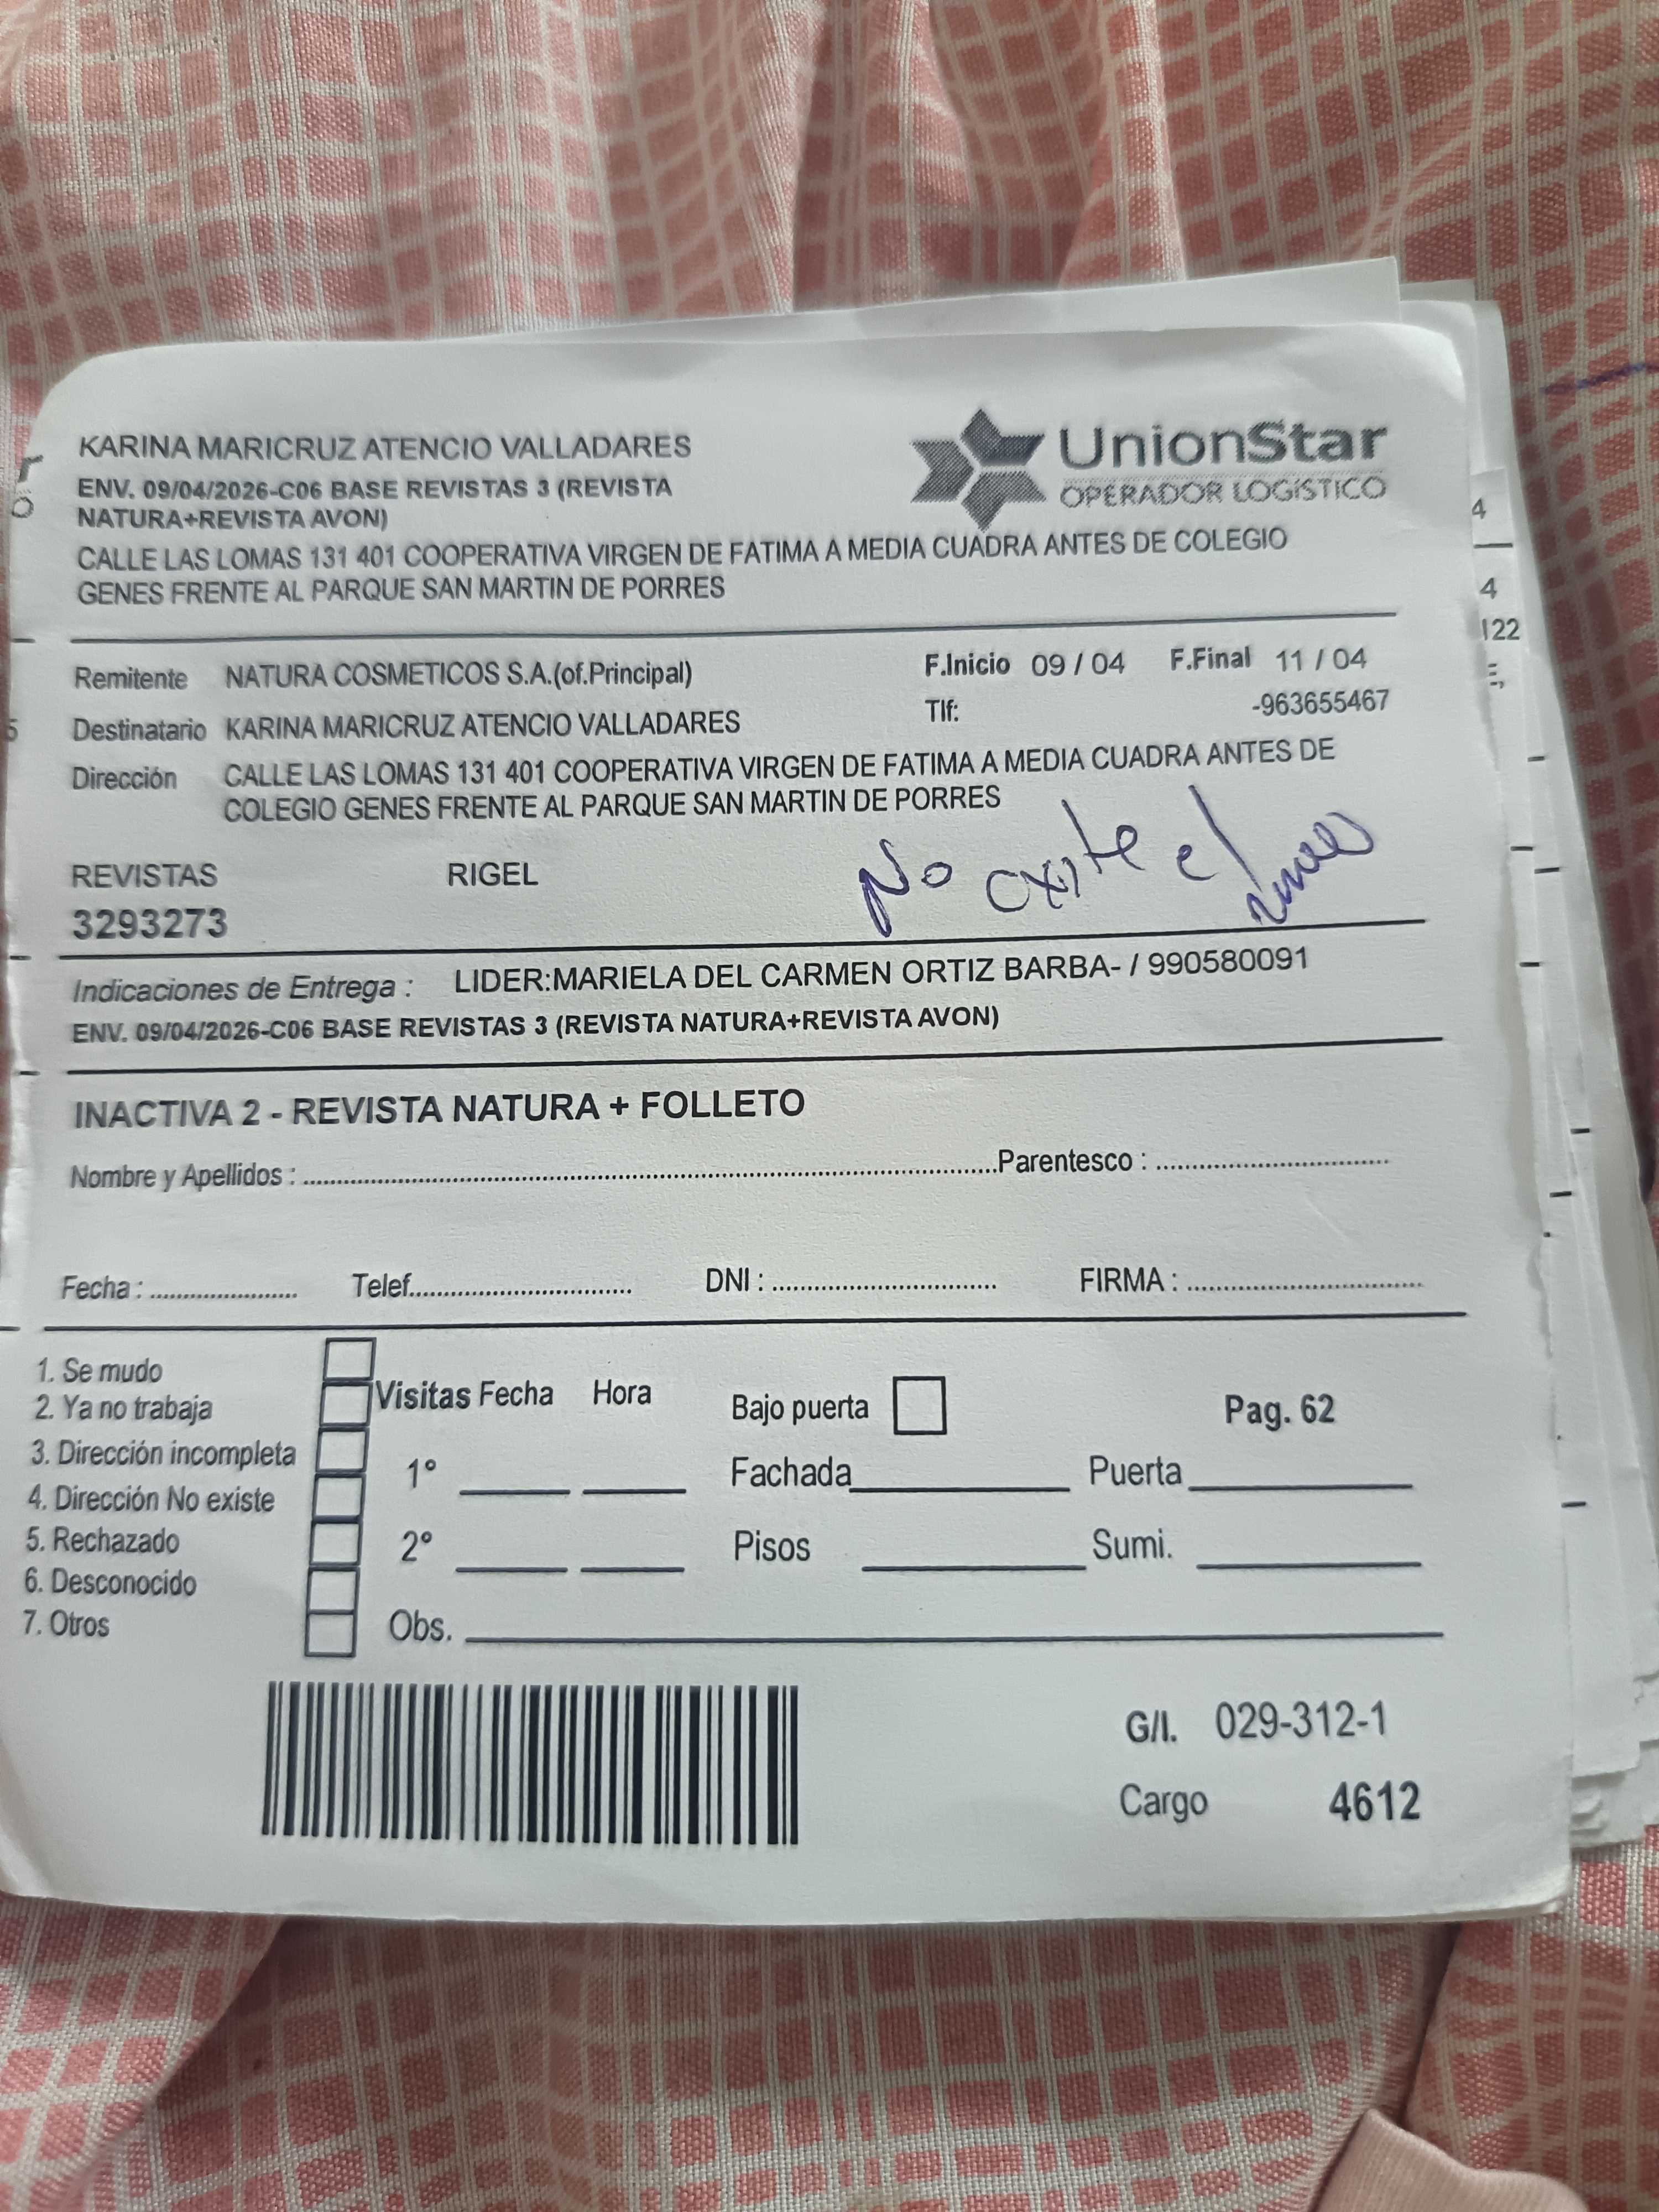 KARINA MARICRUZ ATENCIO VALLADARES
ENV. 09/04/2026-C06 BASE REVISTAS 3 (REVISTA
NATURA+REVISTA AVON)
UnionStar
OPERADOR LOGíSTICO
CALLE LAS LOMAS 131 401 COOPERATIVA VIRGEN DE FATIMA A MEDIA CUADRA ANTES DE COLEGIO
GENES FRENTE AL PARQUE SAN MARTIN DE PORRES
Remitente NATURA COSMETICOS S.A.(of.Principal) F.Inicio 09 / 04 F.Final 11 / 04
Destinatario KARINA MARICRUZ ATENCIO VALLADARES Tlf: -963655467
Dirección CALLE LAS LOMAS 131 401 COOPERATIVA VIRGEN DE FATIMA A MEDIA CUADRA ANTES DE
COLEGIO GENES FRENTE AL PARQUE SAN MARTIN DE PORRES
No existe el
REVISTAS RIGEL
3293273
Indicaciones de Entrega : LIDER:MARIELA DEL CARMEN ORTIZ BARBA- / 990580091
ENV. 09/04/2026-C06 BASE REVISTAS 3 (REVISTA NATURA+REVISTA AVON)
INACTIVA 2 - REVISTA NATURA + FOLLETO
Nombre y Apellidos : Parentesco :
Fecha : Telef. DNI : FIRMA :
1. Se mudo
2. Ya no trabaja
3. Dirección incompleta
4. Dirección No existe
5. Rechazado
6. Desconocido
7. Otros
Visitas Fecha Hora Bajo puerta Pag. 62
1° Fachada Puerta
2° Pisos Sumi.
Obs.
G/I. 029-312-1
Cargo 4612
4
4
122